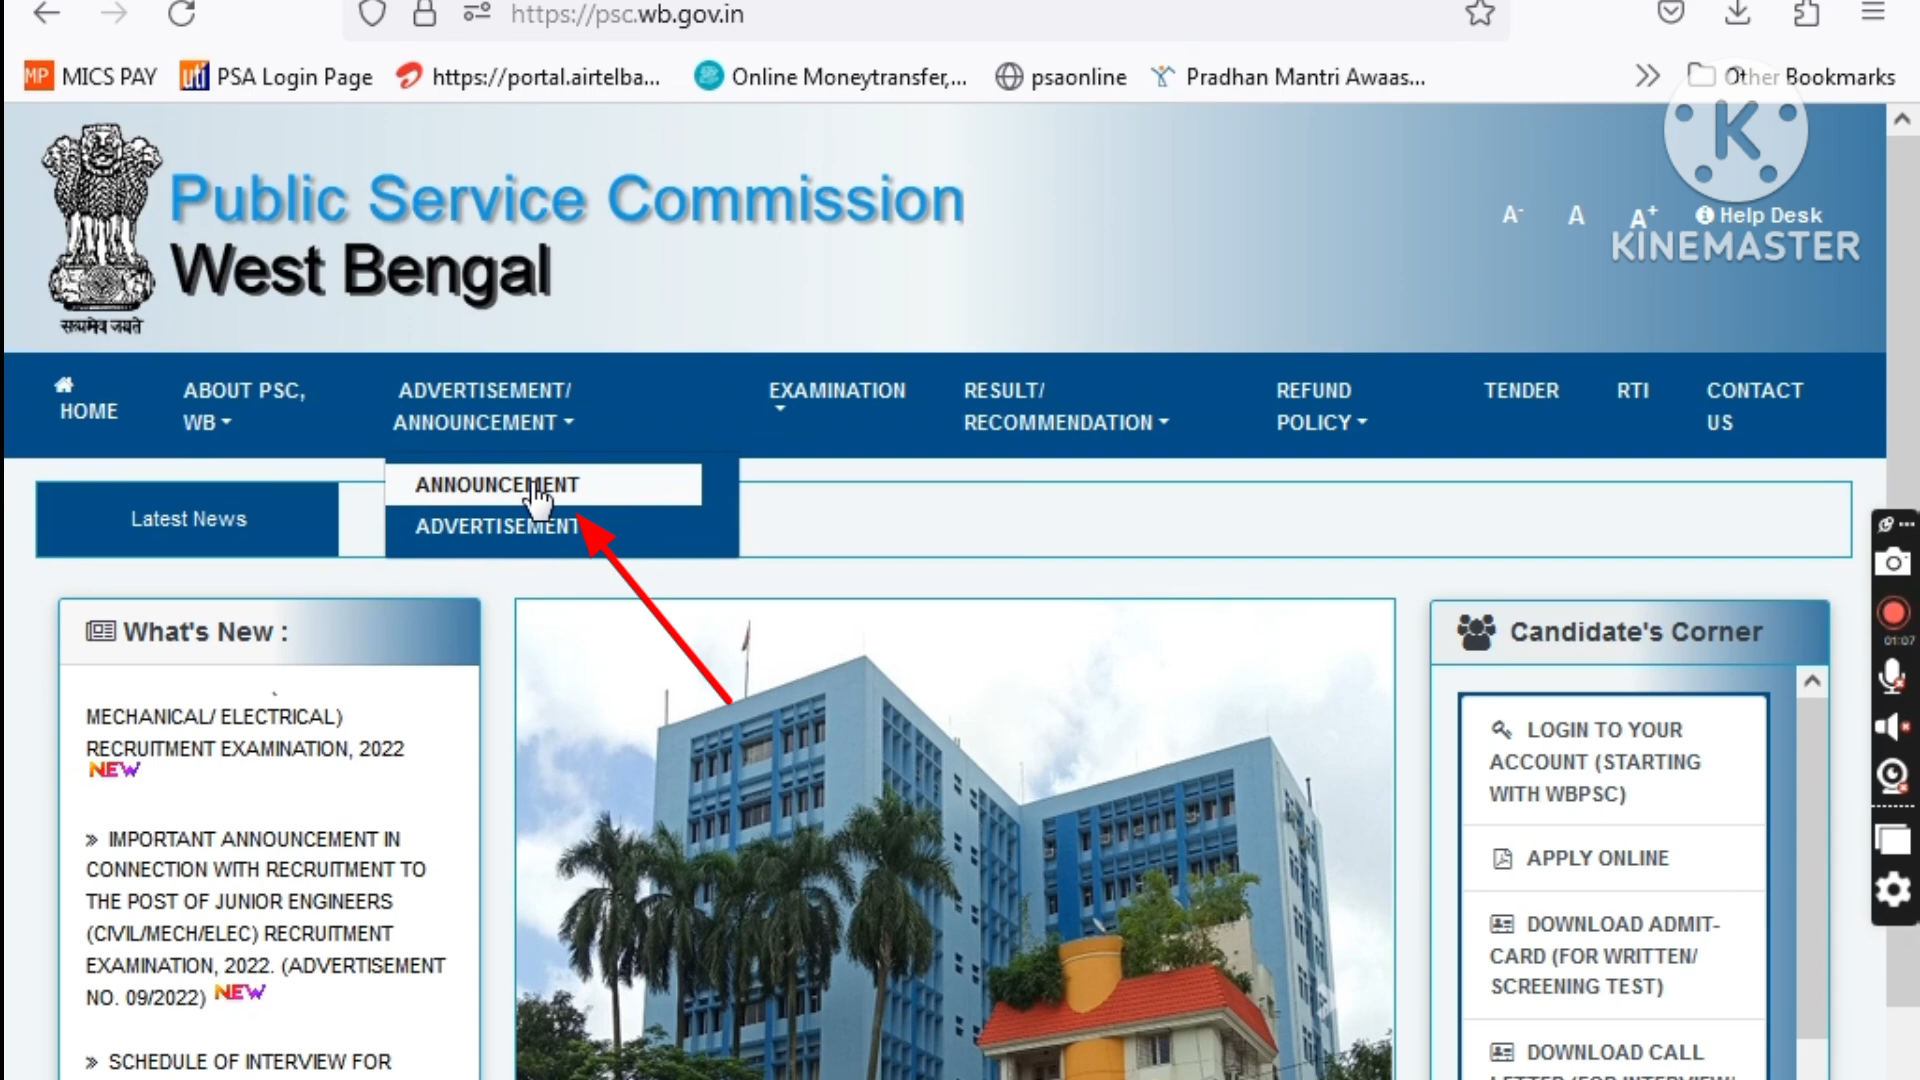 https://psc.wb.gov.in
MP MICS PAY
uti PSA Login Page
https://portal.airtelba...
Online Moneytransfer,...
psaonline
Pradhan Mantri Awaas...
Other Bookmarks
K
सत्यमेव जयते
Public Service Commission
West Bengal
A-
A
A+
Help Desk
KINEMASTER
HOME
ABOUT PSC,
WB
ADVERTISEMENT/
ANNOUNCEMENT
EXAMINATION
RESULT/
RECOMMENDATION
REFUND
POLICY
TENDER
RTI
CONTACT
US
ANNOUNCEMENT
ADVERTISEMENT
Latest News
01:07
What's New :
MECHANICAL/ ELECTRICAL)
RECRUITMENT EXAMINATION, 2022
NEW
» IMPORTANT ANNOUNCEMENT IN
CONNECTION WITH RECRUITMENT TO
THE POST OF JUNIOR ENGINEERS
(CIVIL/MECH/ELEC) RECRUITMENT
EXAMINATION, 2022. (ADVERTISEMENT
NO. 09/2022) NEW
» SCHEDULE OF INTERVIEW FOR
Candidate's Corner
LOGIN TO YOUR
ACCOUNT (STARTING
WITH WBPSC)
APPLY ONLINE
DOWNLOAD ADMIT-
CARD (FOR WRITTEN/
SCREENING TEST)
DOWNLOAD CALL